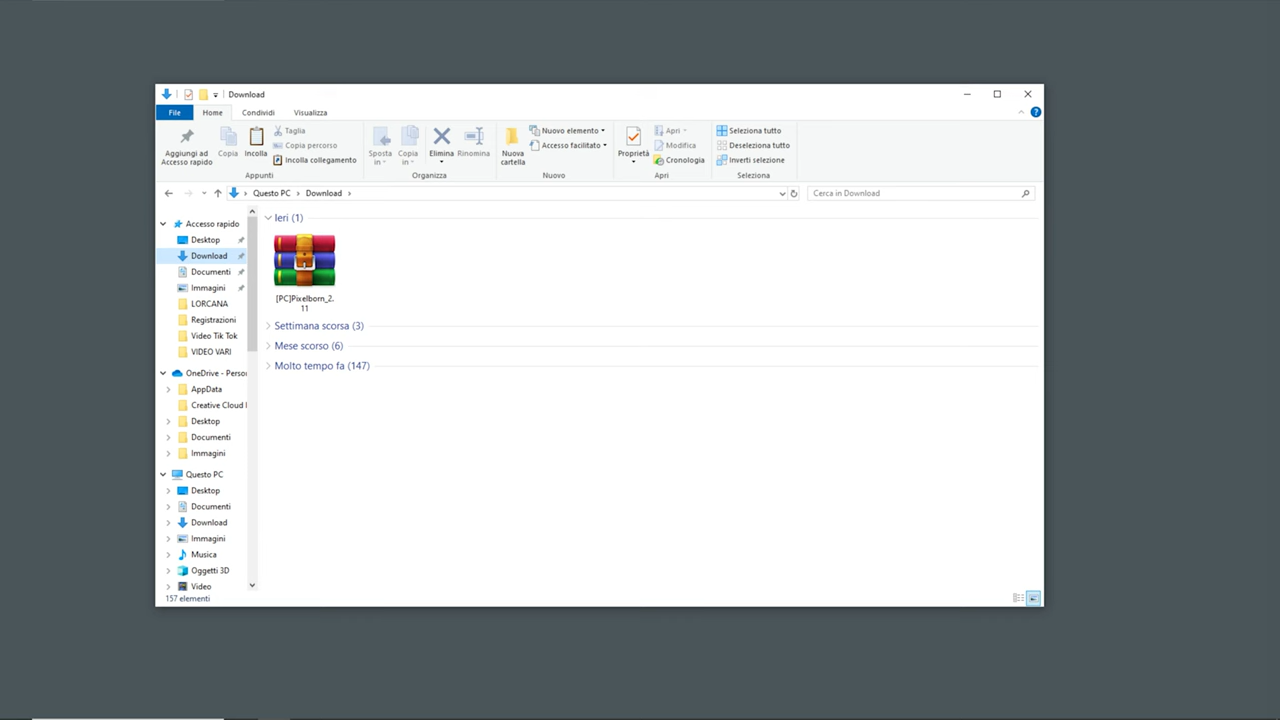 Download
File Home Condividi Visualizza
Aggiungi ad
Accesso rapido
Copia
Incolla
Taglia
Copia percorso
Incolla collegamento
Appunti
Sposta
in
Copia
in
Elimina
Rinomina
Organizza
Nuova
cartella
Nuovo elemento
Accesso facilitato
Nuovo
Proprietà
Apri
Modifica
Cronologia
Apri
Seleziona tutto
Deseleziona tutto
Inverti selezione
Seleziona
Questo PC > Download >
Cerca in Download
Accesso rapido
Desktop
Download
Documenti
Immagini
LORCANA
Registrazioni
Video Tik Tok
VIDEO VARI
OneDrive - Perso
AppData
Creative Cloud
Desktop
Documenti
Immagini
Questo PC
Desktop
Documenti
Download
Immagini
Musica
Oggetti 3D
Video
Ieri (1)
[PC]Pixelborn_2.
11
Settimana scorsa (3)
Mese scorso (6)
Molto tempo fa (147)
157 elementi